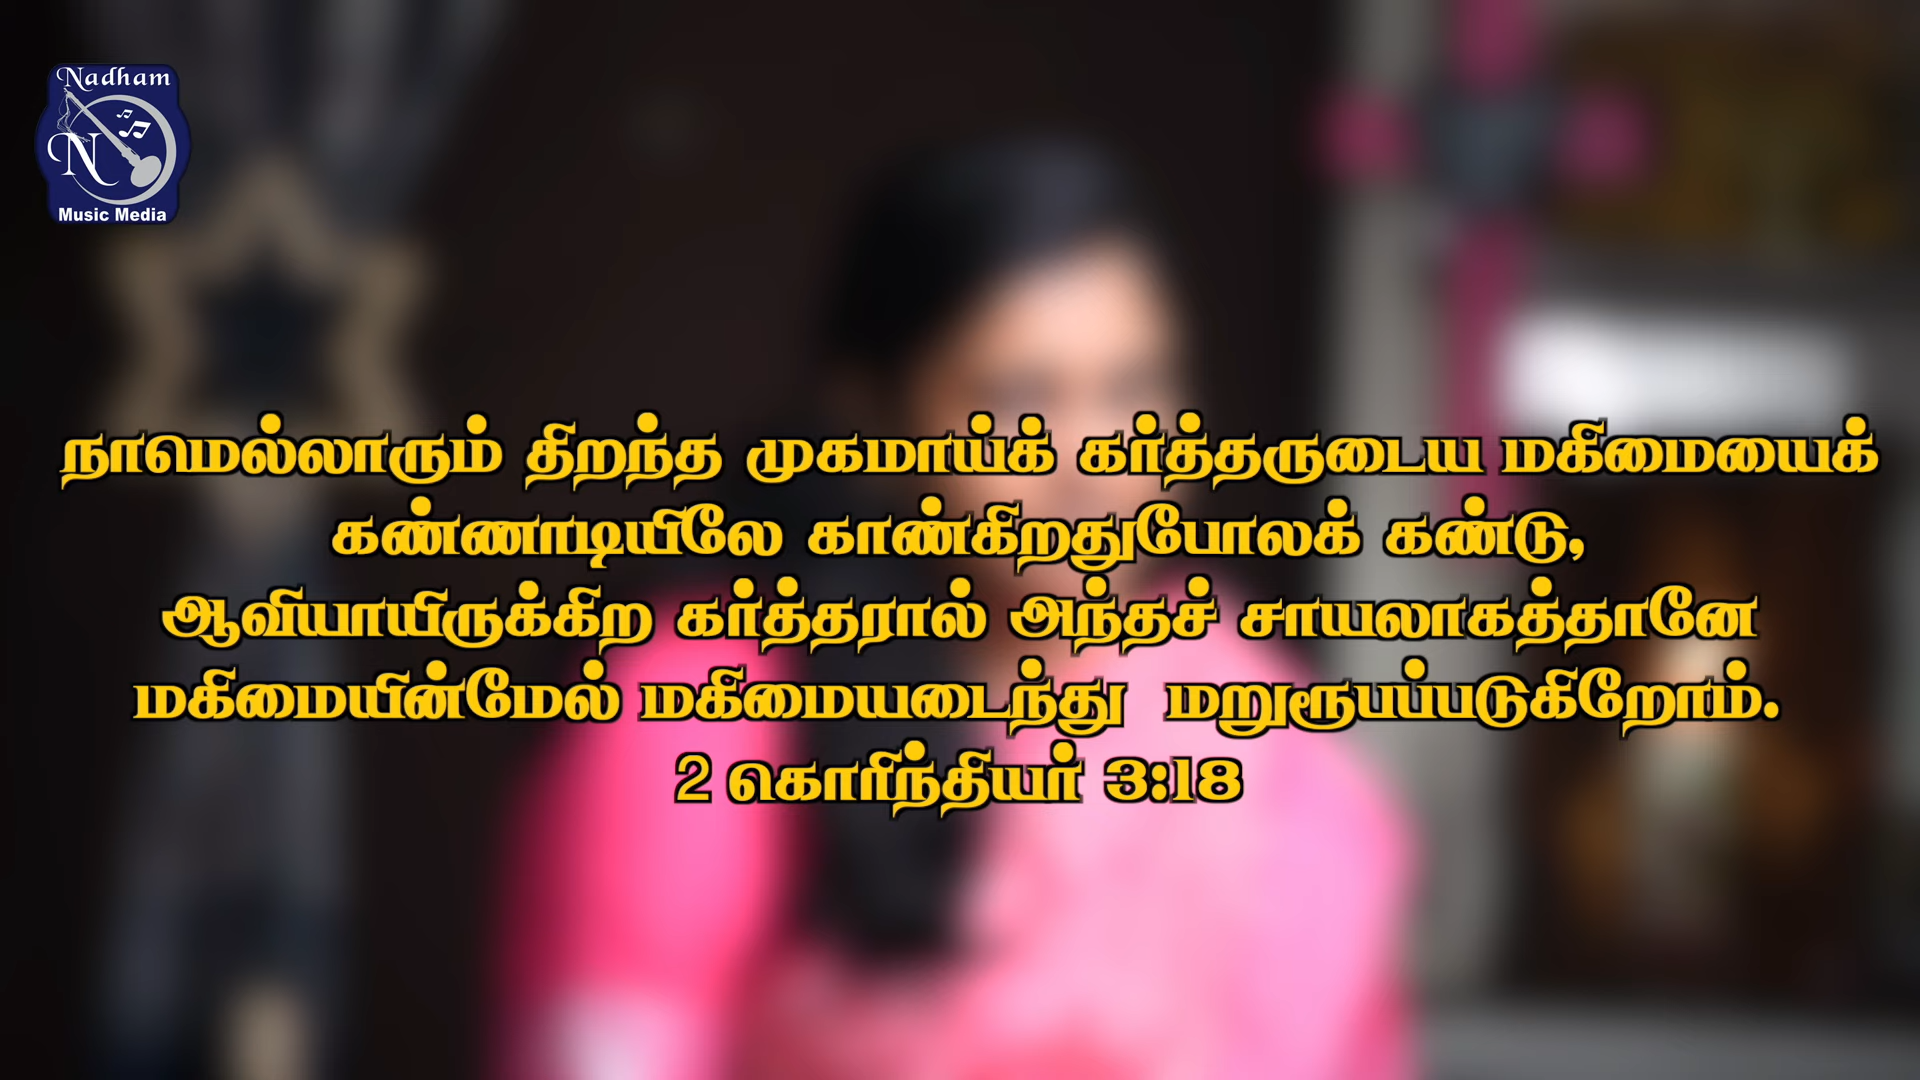 Nadham
N
Music Media
நாமெல்லாரும் திறந்த முகமாய்க் கர்த்தருடைய மகிமையைக்
கண்ணாடியிலே காண்கிறதுபோலக் கண்டு,
ஆவியாயிருக்கிற கர்த்தரால் அந்தச் சாயலாகத்தானே
மகிமையின்மேல் மகிமையடைந்து மறுரூபப்படுகிறோம்.
2 கொரிந்தியர் 3:18